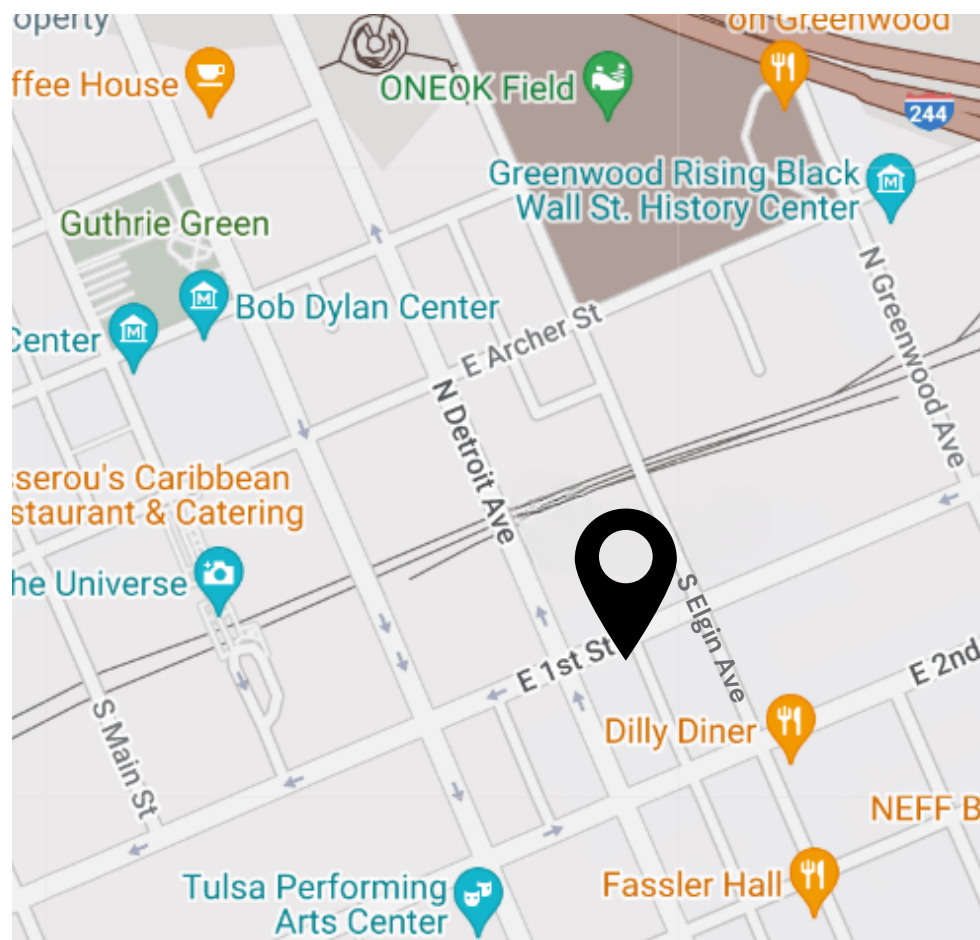 operty
on Greenwood
ffee House
ONEOK Field
244
Greenwood Rising Black
Wall St. History Center
Guthrie Green
N Greenwood Ave
Bob Dylan Center
Center
E Archer St
N Detroit Ave
sserou's Caribbean
staurant & Catering
he Universe
S Elgin Ave
E 1st St
E 2nd
S Main St
Dilly Diner
NEFF B
Tulsa Performing
Arts Center
Fassler Hall